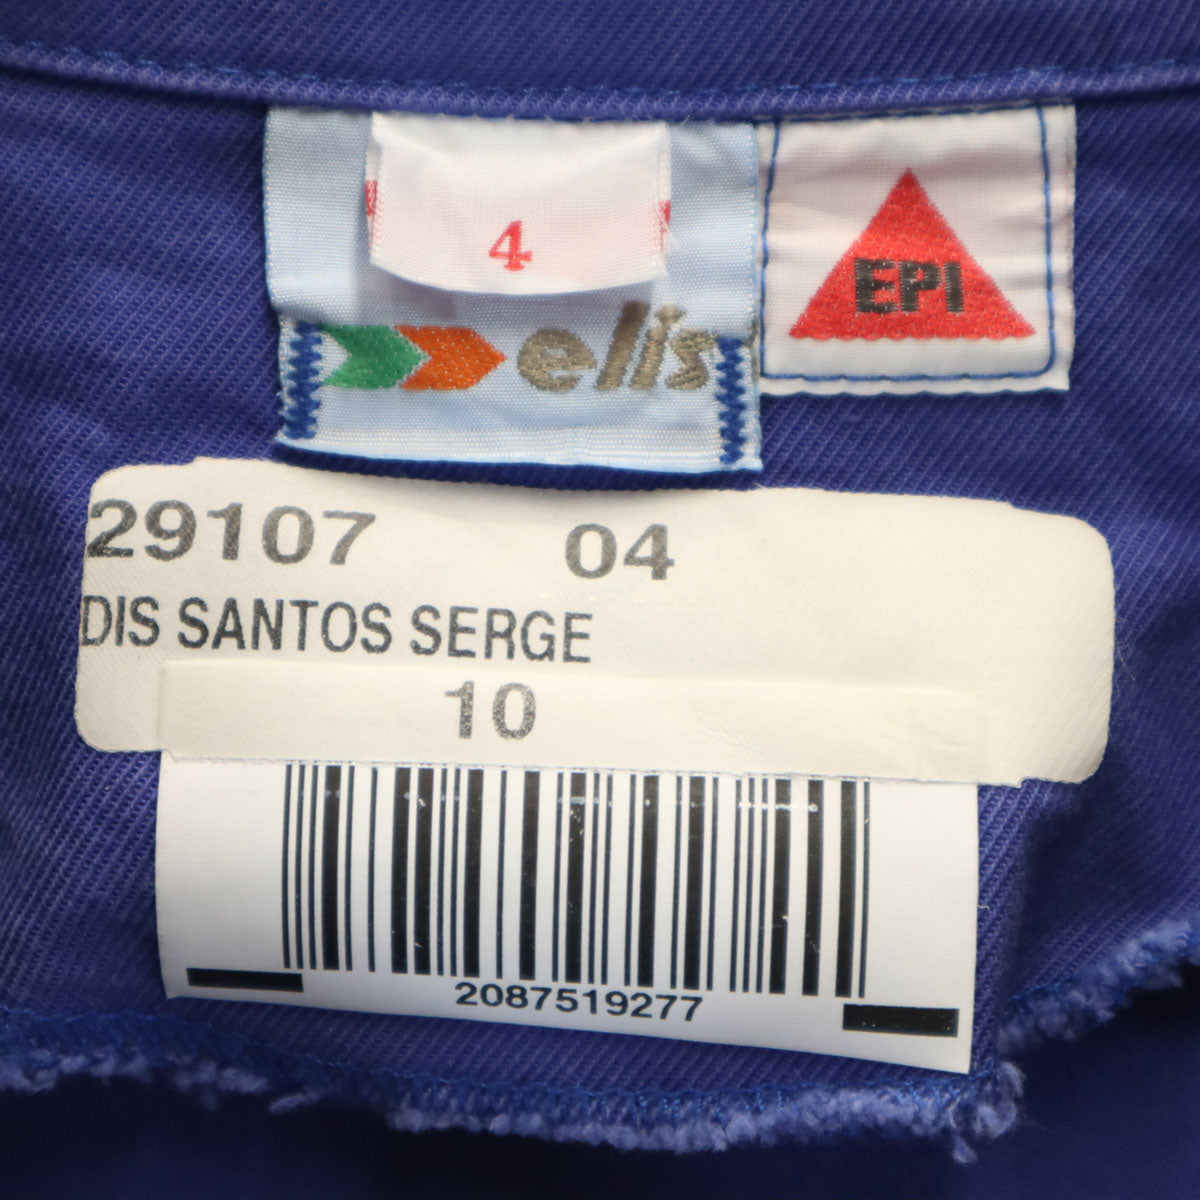 4
elis
EPI
29107 04
DIS SANTOS SERGE
10
2087519277